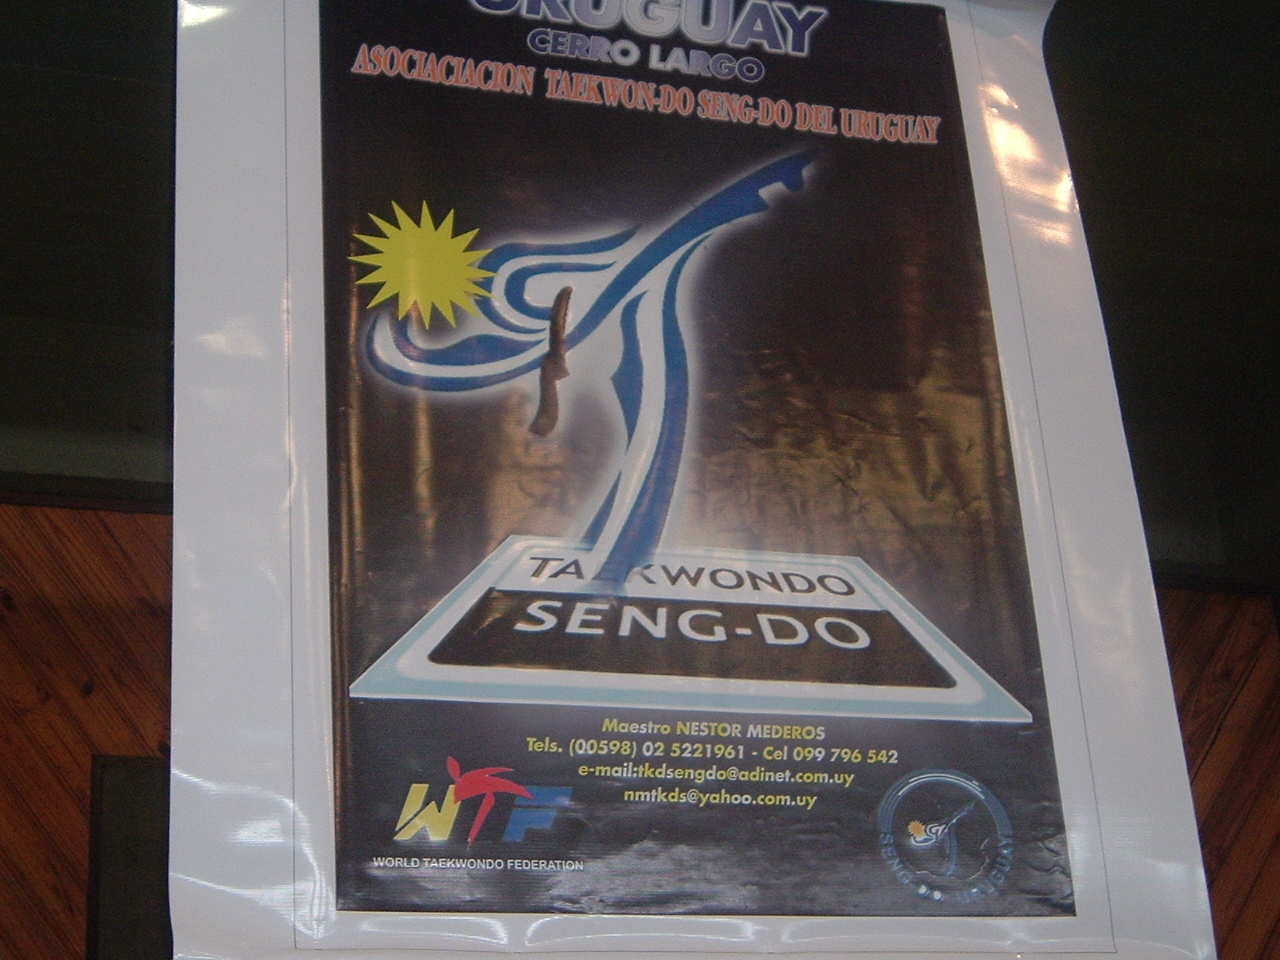 URUGUAY
CERRO LARGO
ASOCIACIACION TAEKWON-DO SENG-DO DEL URUGUAY
TAEKWONDO
SENG-DO
Maestro NESTOR MEDEROS
Tels. (00598) 02 5221961 - Cel 099 796 542
e-mail:tkdsengdo@adinet.com.uy
nmtkds@yahoo.com.uy
WTF
WORLD TAEKWONDO FEDERATION
SENG-DO URUGUAY